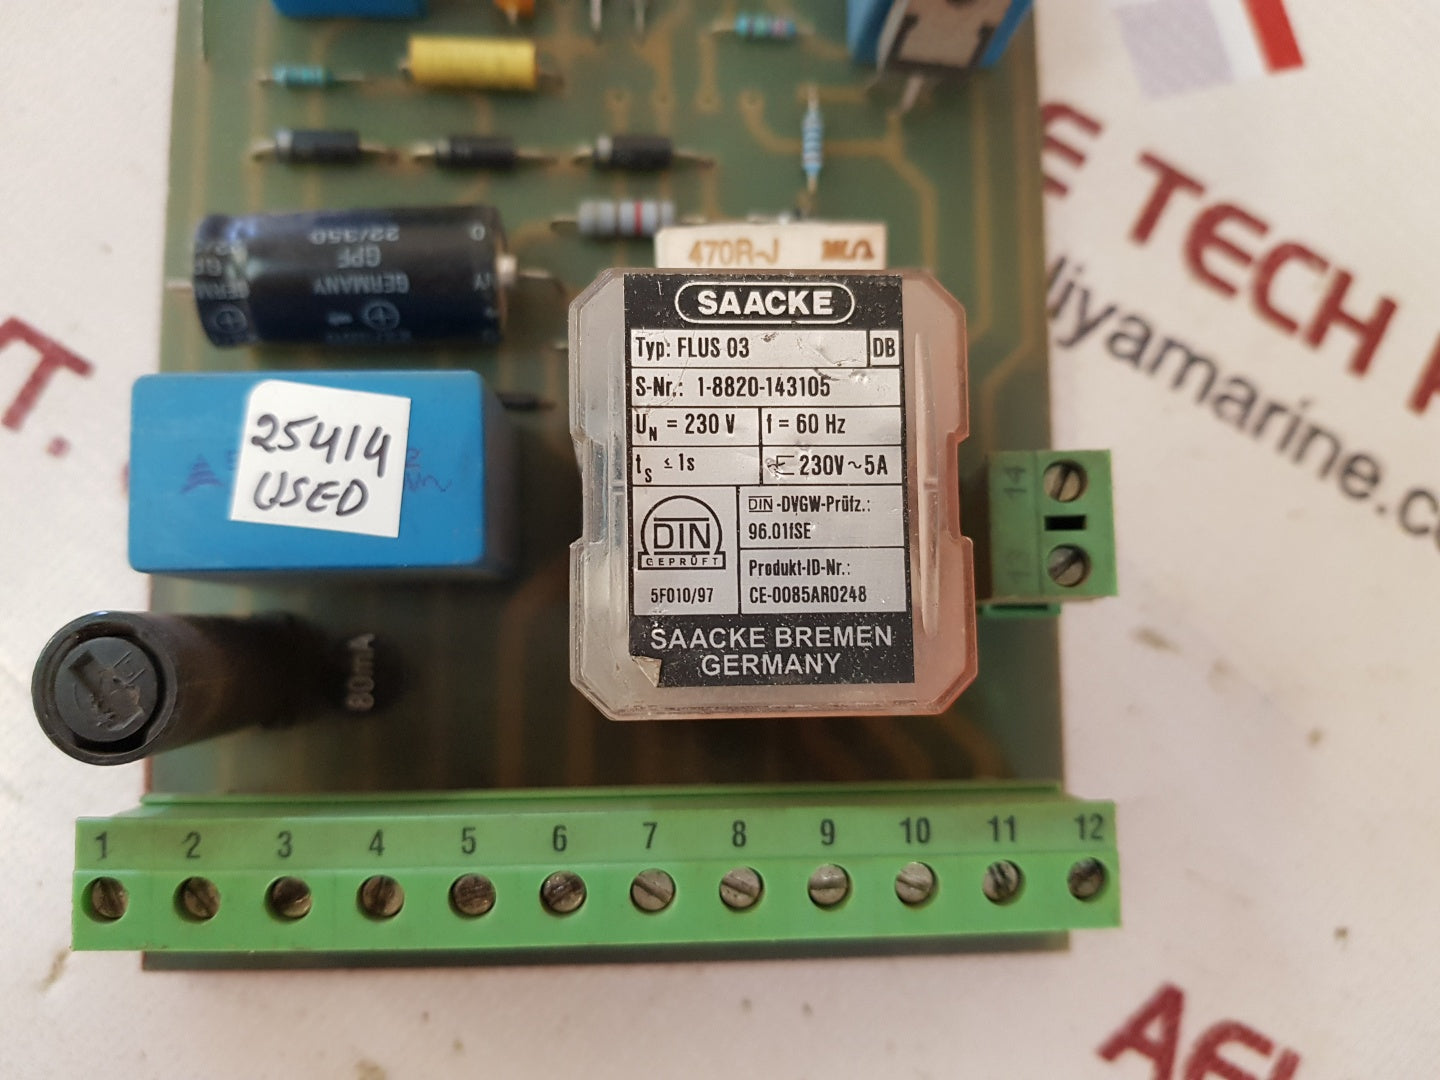 470R-J
22/350
GPF
GERMANY
SAACKE
Typ: FLUS 03 DB
S-Nr.: 1-8820-143105
UN = 230 V f = 60 Hz
ts ≤ 1s 230V~5A
DIN
GEPRÜFT
5F010/97
DIN-DVGW-Prüfz.:
96.01fSE
Produkt-ID-Nr.:
CE-0085AR0248
SAACKE BREMEN
GERMANY
25414
USED
80mA
14
13
1 2 3 4 5 6 7 8 9 10 11 12
E TECH
iyamarine.c
T.